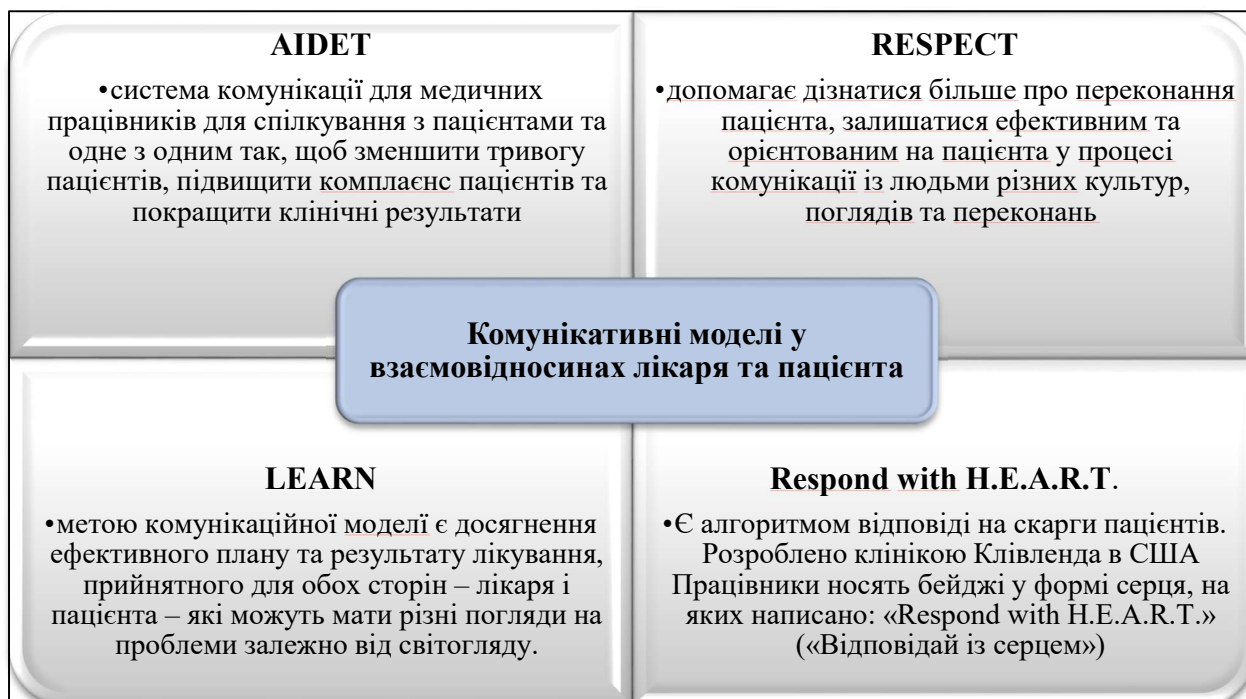 AIDET
•система комунікації для медичних
працівників для спілкування з пацієнтами та
одне з одним так, щоб зменшити тривогу
пацієнтів, підвищити комплаєнс пацієнтів та
покращити клінічні результати
RESPECT
•допомагає дізнатися більше про переконання
пацієнта, залишатися ефективним та
орієнтованим на пацієнта у процесі
комунікації із людьми різних культур,
поглядів та переконань
Комунікативні моделі у
взаємовідносинах лікаря та пацієнта
LEARN
•метою комунікаційної моделі є досягнення
ефективного плану та результату лікування,
прийнятного для обох сторін – лікаря і
пацієнта – які можуть мати різні погляди на
проблеми залежно від світогляду.
Respond with H.E.A.R.T.
•Є алгоритмом відповіді на скарги пацієнтів.
Розроблено клінікою Клівленда в США
Працівники носять бейджі у формі серця, на
яких написано: «Respond with H.E.A.R.T.»
(«Відповідай із серцем»)